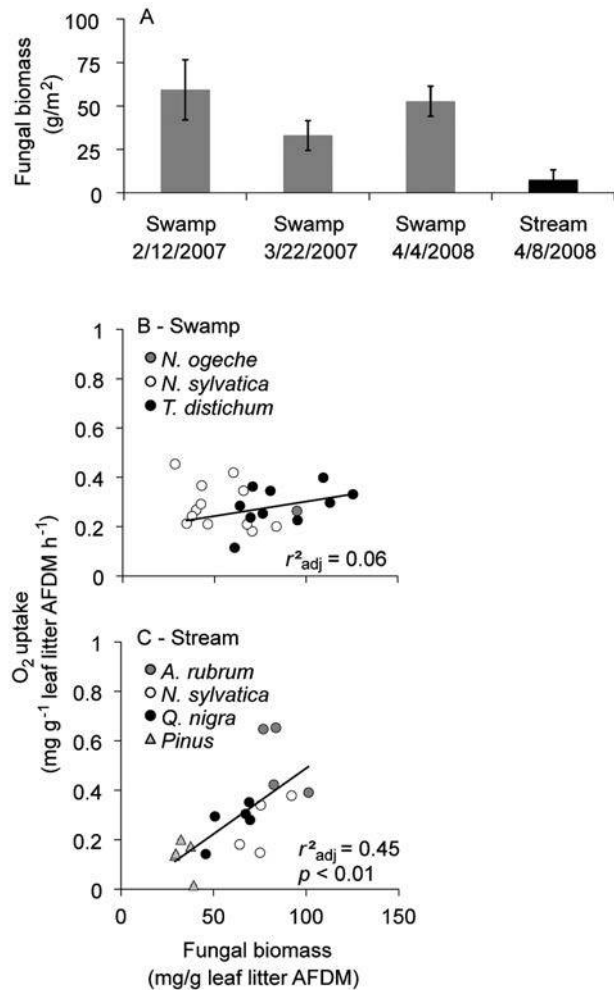 A
Fungal biomass
(g/m²)
100
75
50
25
0
Swamp Swamp Swamp Stream
2/12/2007 3/22/2007 4/4/2008 4/8/2008
B - Swamp
N. ogeche
N. sylvatica
T. distichum
1
0.8
0.6
0.4
0.2
0
r²adj = 0.06
O₂ uptake
(mg g⁻¹ leaf litter AFDM h⁻¹)
C - Stream
A. rubrum
N. sylvatica
Q. nigra
Pinus
1
0.8
0.6
0.4
0.2
0
r²adj = 0.45
p < 0.01
0 50 100 150
Fungal biomass
(mg/g leaf litter AFDM)